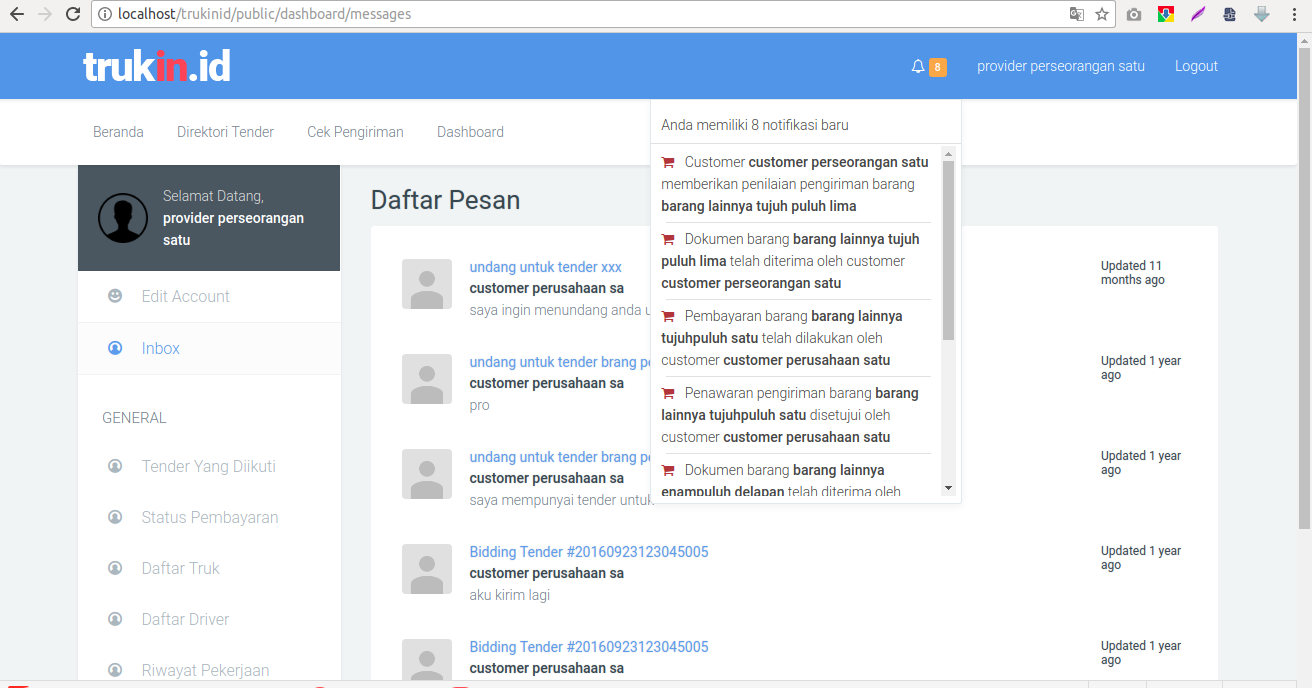 localhost/trukinid/public/dashboard/messages
trukin.id
8
provider perseorangan satu
Logout
Beranda
Direktori Tender
Cek Pengiriman
Dashboard
Anda memiliki 8 notifikasi baru
Customer customer perseorangan satu
memberikan penilaian pengiriman barang
barang lainnya tujuh puluh lima
Dokumen barang barang lainnya tujuh
puluh lima telah diterima oleh customer
customer perseorangan satu
Pembayaran barang barang lainnya
tujuhpuluh satu telah dilakukan oleh
customer customer perusahaan satu
Penawaran pengiriman barang barang
lainnya tujuhpuluh satu disetujui oleh
customer customer perusahaan satu
Dokumen barang barang lainnya
enampuluh delapan telah diterima oleh
Selamat Datang,
provider perseorangan
satu
Edit Account
Inbox
GENERAL
Tender Yang Diikuti
Status Pembayaran
Daftar Truk
Daftar Driver
Riwayat Pekerjaan
Daftar Pesan
undang untuk tender xxx
customer perusahaan sa
saya ingin menundang anda u
Updated 11
months ago
undang untuk tender brang pe
customer perusahaan sa
pro
Updated 1 year
ago
undang untuk tender brang pe
customer perusahaan sa
saya mempunyai tender untuk
Updated 1 year
ago
Bidding Tender #20160923123045005
customer perusahaan sa
aku kirim lagi
Updated 1 year
ago
Bidding Tender #20160923123045005
customer perusahaan sa
Updated 1 year
ago